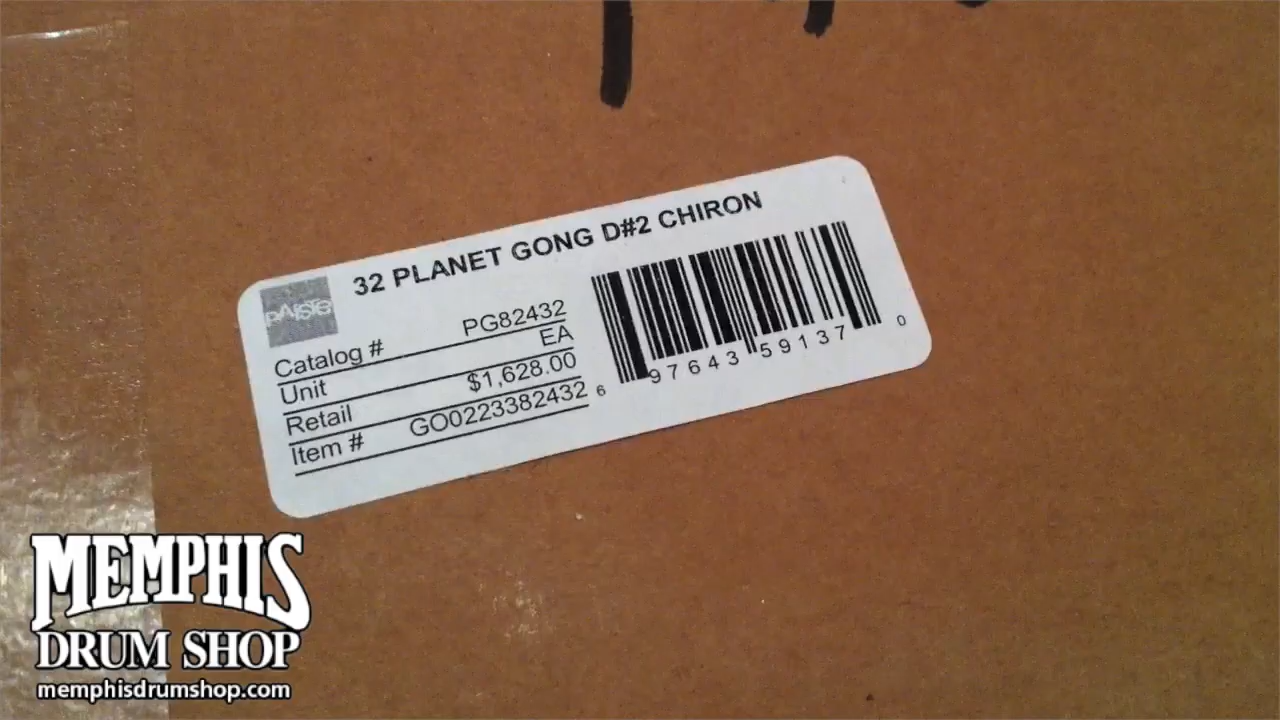 32 PLANET GONG D#2 CHIRON
PAISTE
Catalog # PG82432
Unit EA
Retail $1,628.00
Item # GO0223382432
6 97643 59137 0
MEMPHIS
DRUM SHOP
memphisdrumshop.com